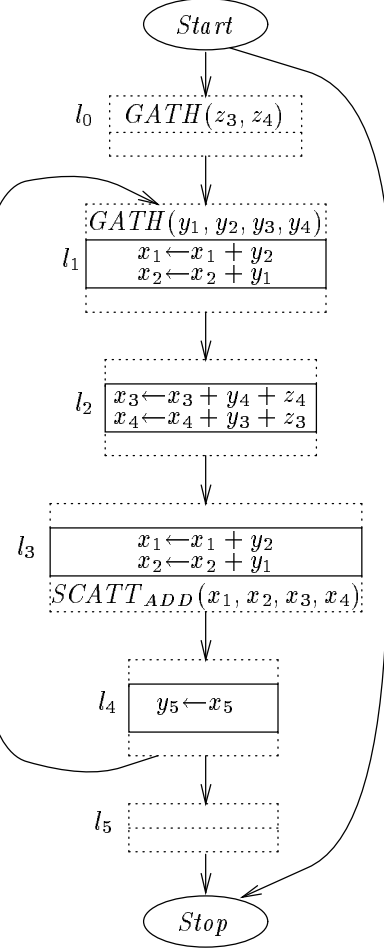 Start
l₀ GATH(z₃, z₄)
GATH(y₁, y₂, y₃, y₄)
l₁
x₁←x₁ + y₂
x₂←x₂ + y₁
l₂
x₃←x₃ + y₄ + z₄
x₄←x₄ + y₃ + z₃
l₃
x₁←x₁ + y₂
x₂←x₂ + y₁
SCATT_ADD(x₁, x₂, x₃, x₄)
l₄ y₅←x₅
l₅
Stop